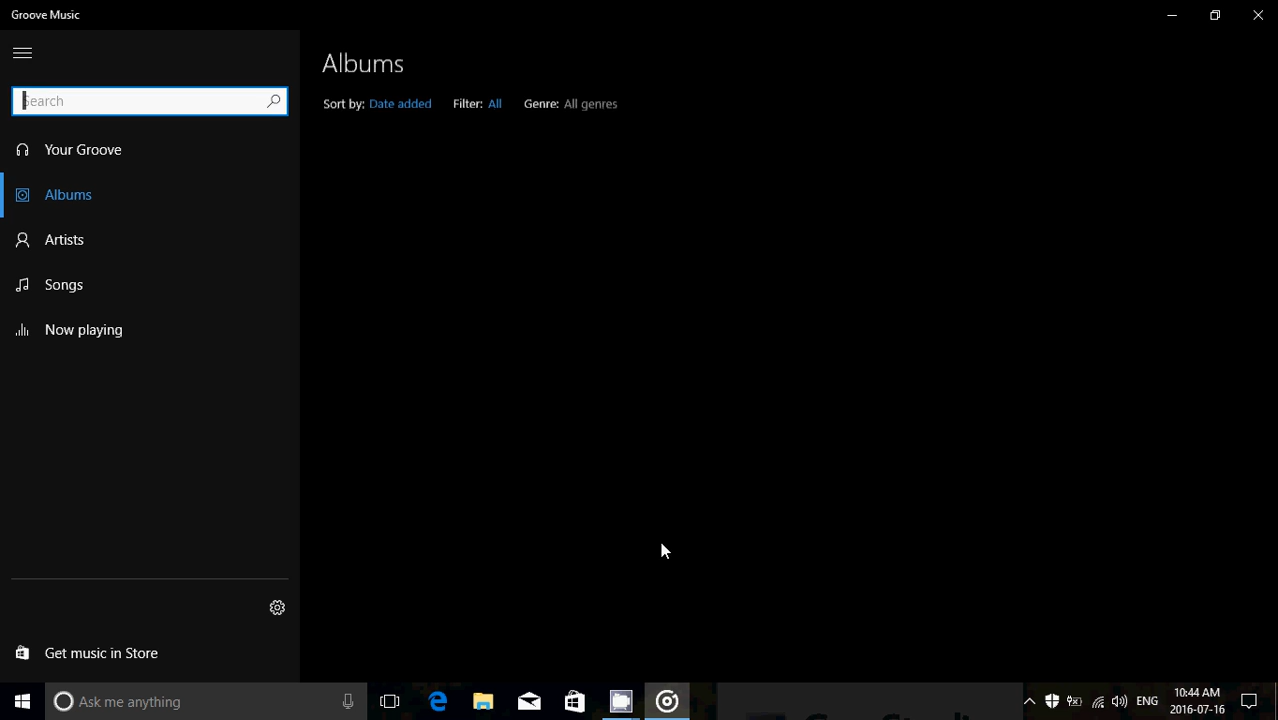 Groove Music
Search
Your Groove
Albums
Artists
Songs
Now playing
Get music in Store
Albums
Sort by: Date added Filter: All Genre: All genres
Ask me anything
ENG
10:44 AM
2016-07-16